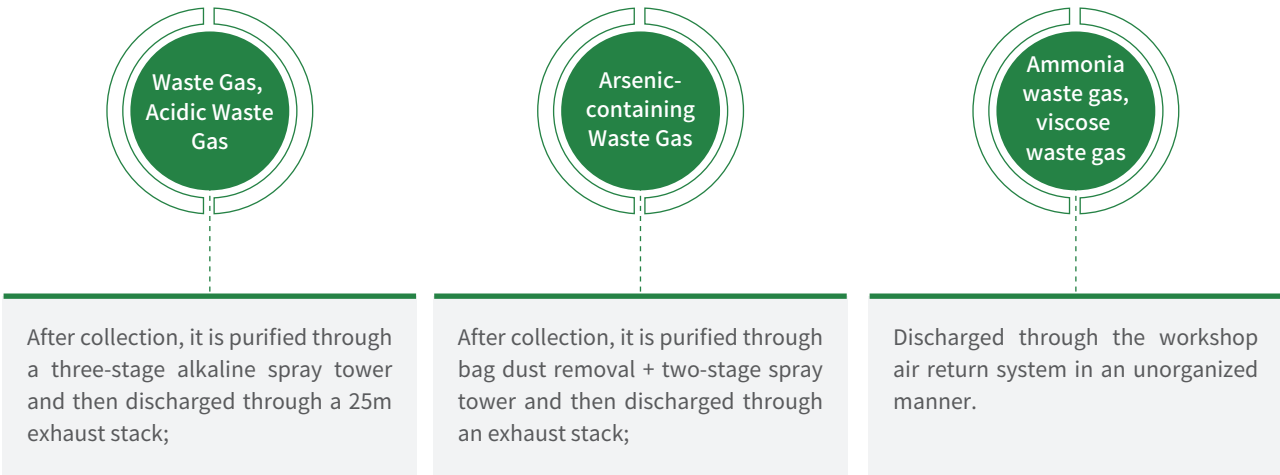 Waste Gas,
Acidic Waste
Gas
After collection, it is purified through
a three-stage alkaline spray tower
and then discharged through a 25m
exhaust stack;
Arsenic-
containing
Waste Gas
After collection, it is purified through
bag dust removal + two-stage spray
tower and then discharged through
an exhaust stack;
Ammonia
waste gas,
viscose
waste gas
Discharged through the workshop
air return system in an unorganized
manner.